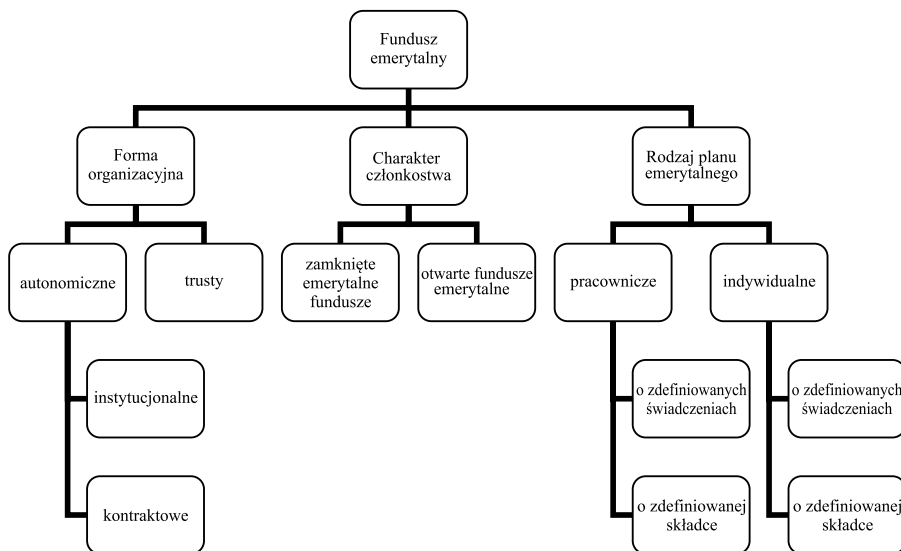 Fundusz
emerytalny
Forma
organizacyjna
Charakter
członkostwa
Rodzaj planu
emerytalnego
autonomiczne
trusty
zamknięte
emerytalne
fundusze
otwarte fundusze
emerytalne
pracownicze
indywidualne
instytucjonalne
o zdefiniowanych
świadczeniach
o zdefiniowanych
świadczeniach
kontraktowe
o zdefiniowanej
składce
o zdefiniowanej
składce